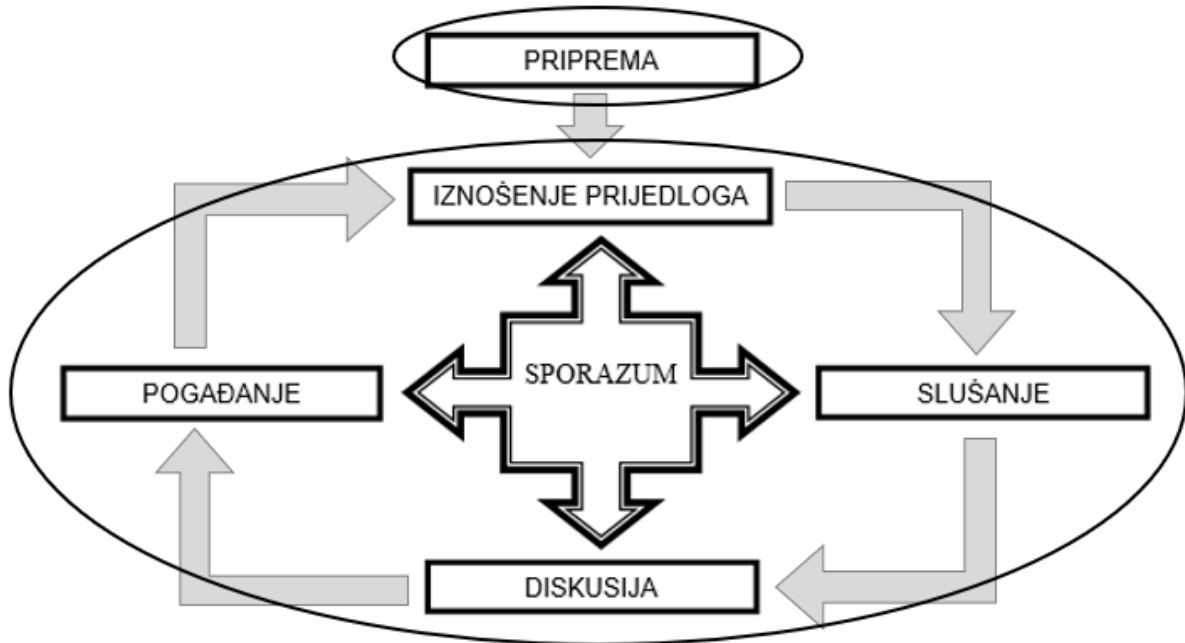 PRIPREMA
IZNOŠENJE PRIJEDLOGA
POGAĐANJE
SPORAZUM
SLUŠANJE
DISKUSIJA